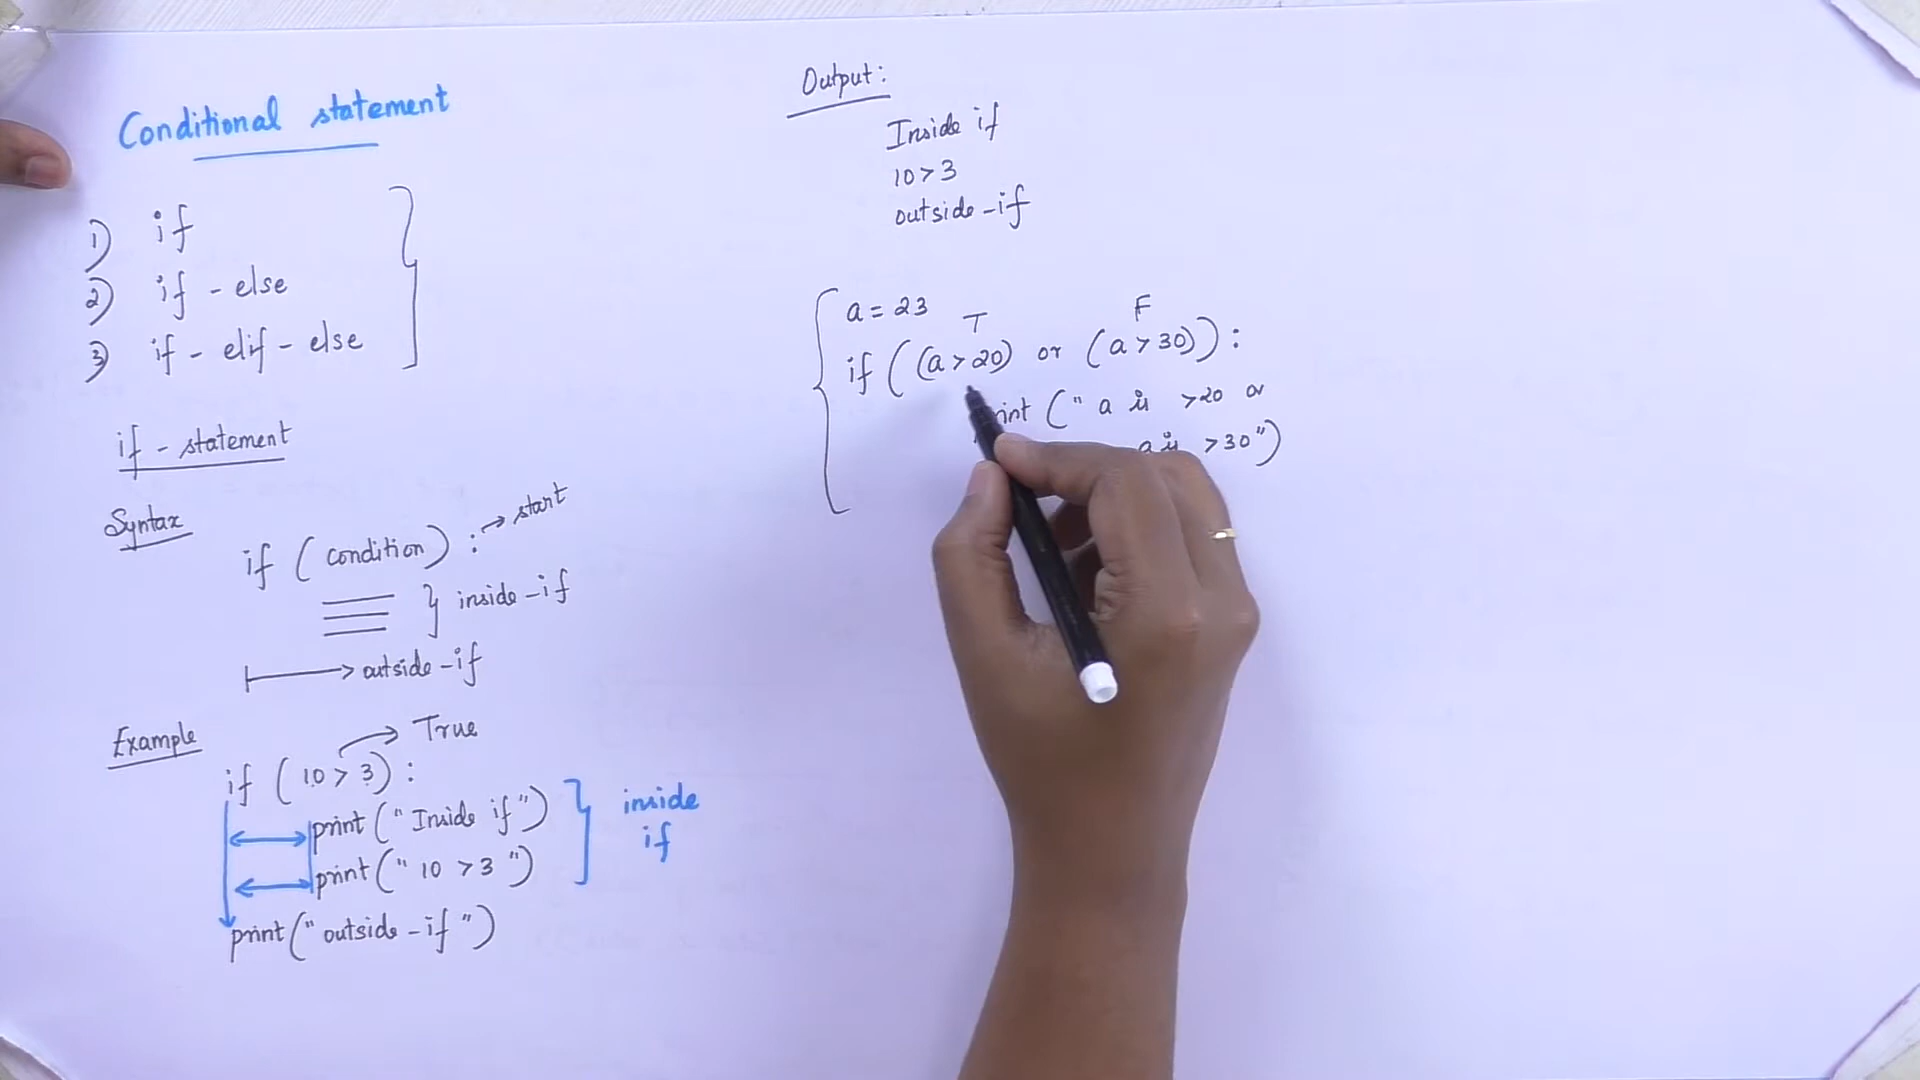 Conditional statement
1) if
2) if - else
3) if - elif - else
if - statement
Syntax
if ( condition ) : → start
inside - if
outside - if
Example
True
if ( 10 > 3 ) :
print ( " Inside if " )
print ( " 10 > 3 " )
inside
if
print ( " outside - if " )
Output :
Inside if
10 > 3
outside - if
a = 23
T F
if ( (a > 20) or (a > 30) ) :
print ( " a is > 20 or
a is > 30 " )